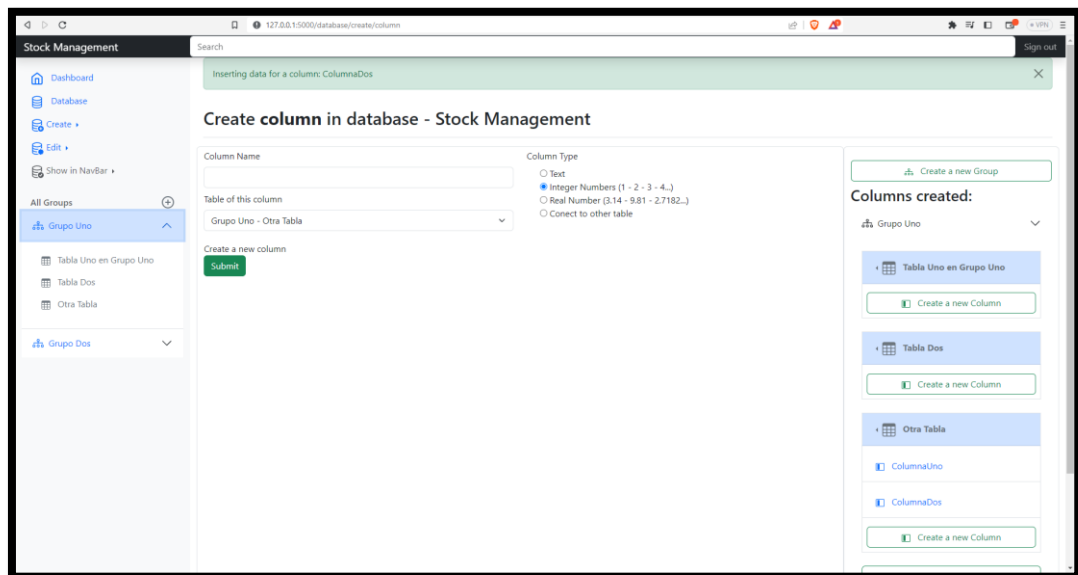 127.0.0.1:5000/database/create/column
VPN
Stock Management
Search
Sign out
Dashboard
Database
Create
Edit
Show in NavBar
All Groups
Grupo Uno
Tabla Uno en Grupo Uno
Tabla Dos
Otra Tabla
Grupo Dos
Inserting data for a column: ColumnaDos
Create column in database - Stock Management
Column Name
Table of this column
Grupo Uno - Otra Tabla
Create a new column
Submit
Column Type
Text
Integer Numbers (1 - 2 - 3 - 4...)
Real Number (3.14 - 9.81 - 2.7182...)
Conect to other table
Create a new Group
Columns created:
Grupo Uno
Tabla Uno en Grupo Uno
Create a new Column
Tabla Dos
Create a new Column
Otra Tabla
ColumnaUno
ColumnaDos
Create a new Column